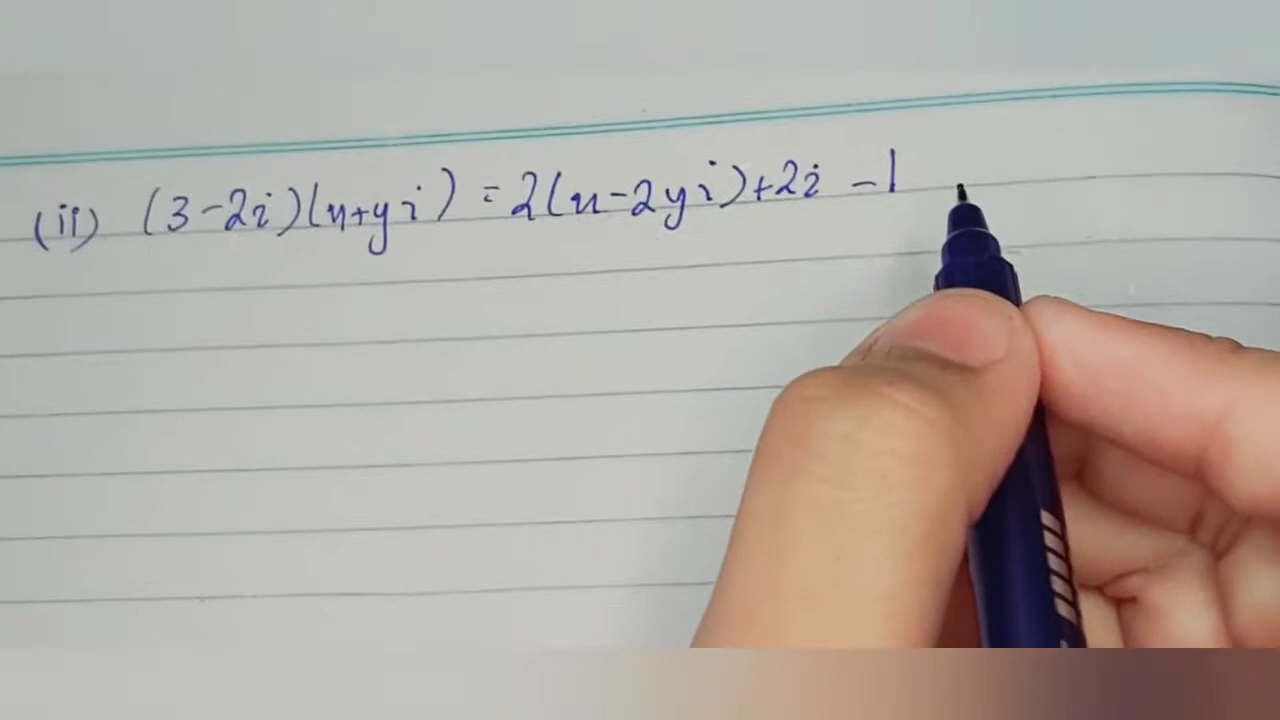 (ii) (3-2i)(x+yi) = 2(x-2yi)+2i -1